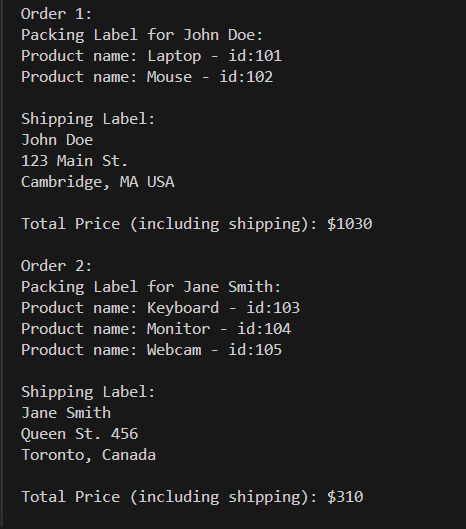 Order 1:
Packing Label for John Doe:
Product name: Laptop - id:101
Product name: Mouse - id:102

Shipping Label:
John Doe
123 Main St.
Cambridge, MA USA

Total Price (including shipping): $1030

Order 2:
Packing Label for Jane Smith:
Product name: Keyboard - id:103
Product name: Monitor - id:104
Product name: Webcam - id:105

Shipping Label:
Jane Smith
Queen St. 456
Toronto, Canada

Total Price (including shipping): $310